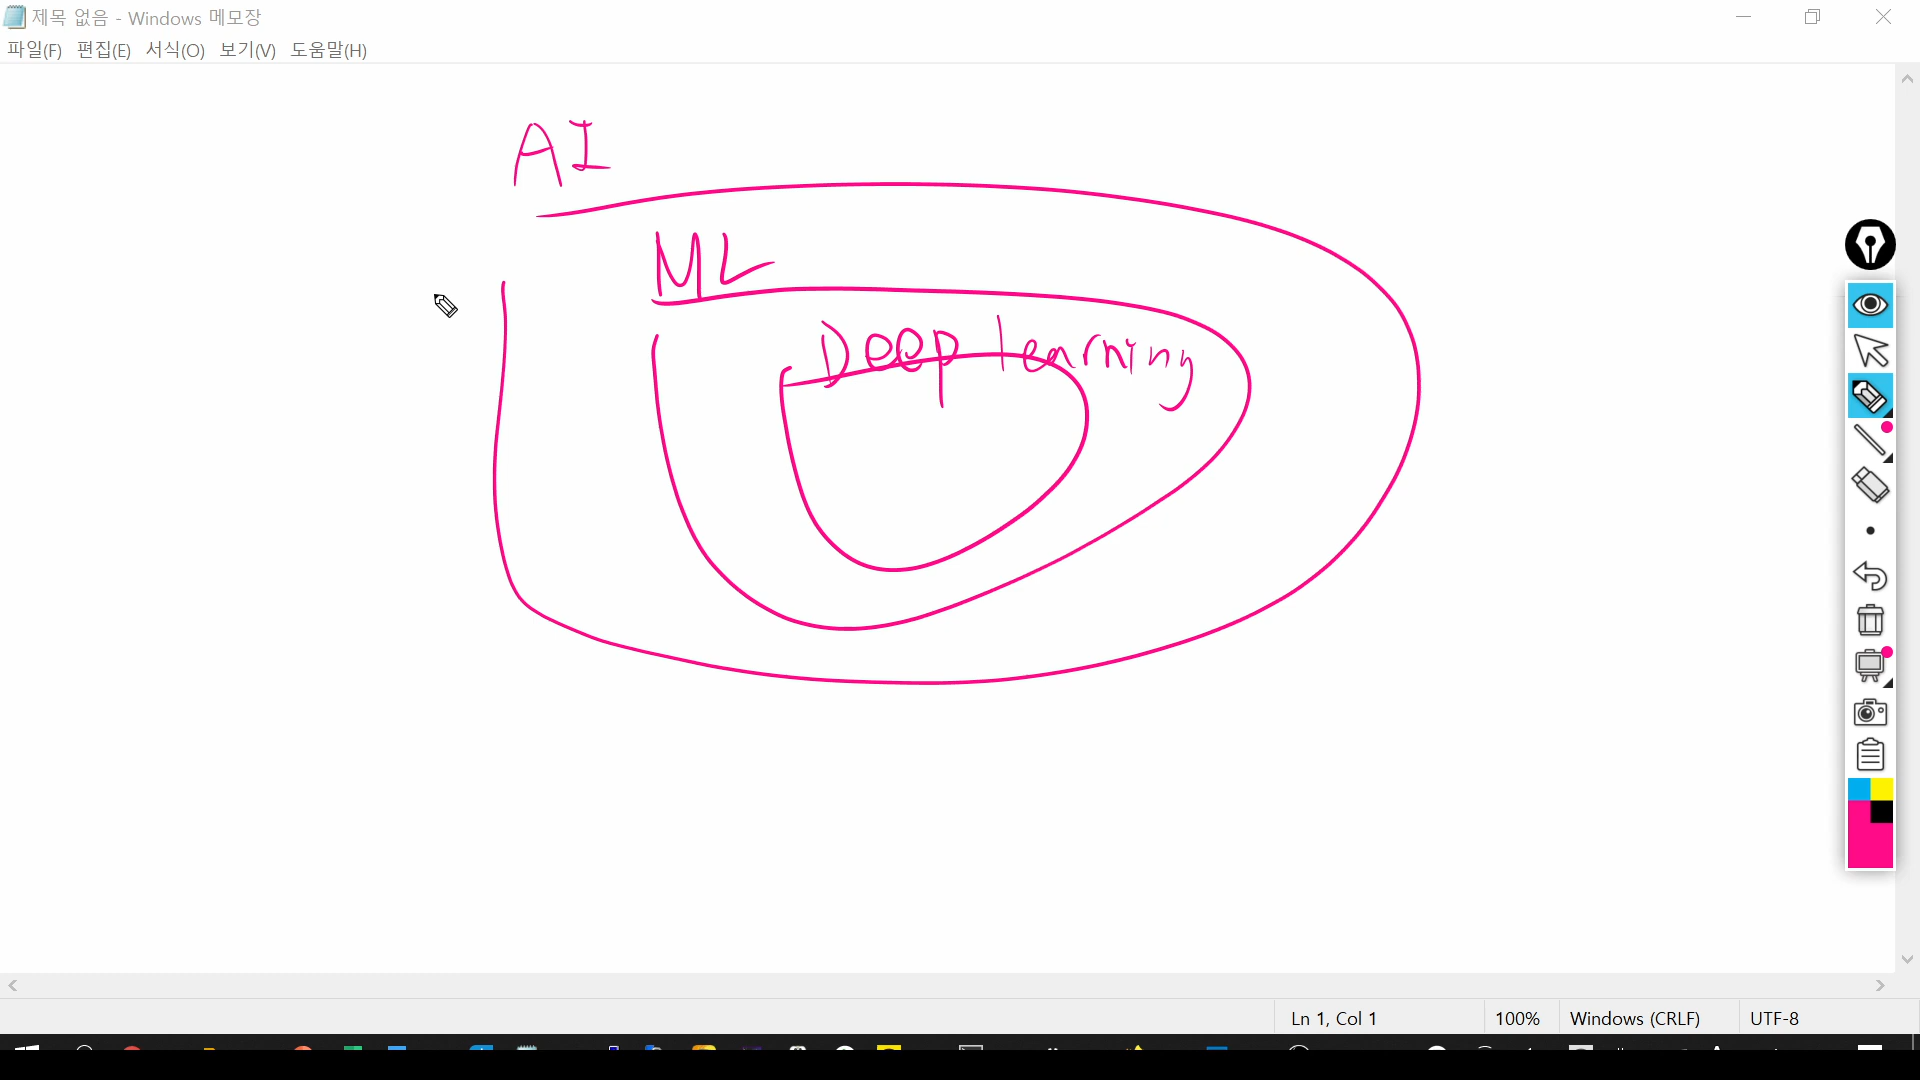 제목 없음 - Windows 메모장
파일(F) 편집(E) 서식(O) 보기(V) 도움말(H)
AI
ML
Deep learning
Ln 1, Col 1 100% Windows (CRLF) UTF-8